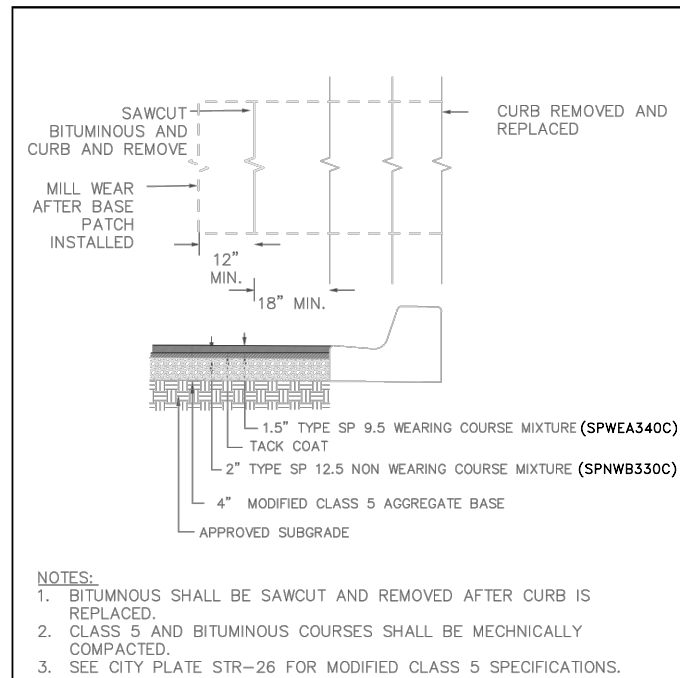 SAWCUT
BITUMINOUS AND
CURB AND REMOVE
CURB REMOVED AND
REPLACED
MILL WEAR
AFTER BASE
PATCH
INSTALLED
12"
MIN.
18" MIN.
1.5" TYPE SP 9.5 WEARING COURSE MIXTURE (SPWEA340C)
TACK COAT
2" TYPE SP 12.5 NON WEARING COURSE MIXTURE (SPNWB330C)
4" MODIFIED CLASS 5 AGGREGATE BASE
APPROVED SUBGRADE
NOTES:
1. BITUMNOUS SHALL BE SAWCUT AND REMOVED AFTER CURB IS
REPLACED.
2. CLASS 5 AND BITUMINOUS COURSES SHALL BE MECHNICALLY
COMPACTED.
3. SEE CITY PLATE STR-26 FOR MODIFIED CLASS 5 SPECIFICATIONS.